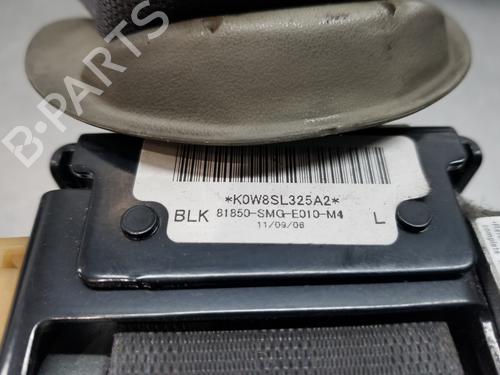 B-PARTS
*K0W8SL325A2*
BLK 81850-SMG-E010-M4 L
11/09/06